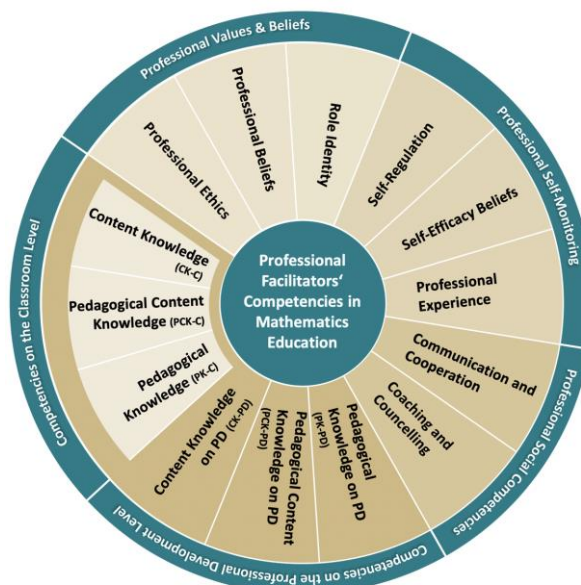 Professional Values & Beliefs
Professional Ethics
Professional Beliefs
Role Identity
Professional Self-Monitoring
Self-Regulation
Self-Efficacy Beliefs
Professional
Experience
Professional Social Competencies
Communication and
Cooperation
Coaching and
Councelling
Competencies on the Professional Development Level
Pedagogical
Knowledge on PD
(PK-PD)
Pedagogical Content
Knowledge on PD
(PCK-PD)
Content Knowledge
on PD (CK-PD)
Competencies on the Classroom Level
Pedagogical
Knowledge (PK-C)
Pedagogical Content
Knowledge (PCK-C)
Content Knowledge
(CK-C)
Professional
Facilitators‘
Competencies in
Mathematics
Education